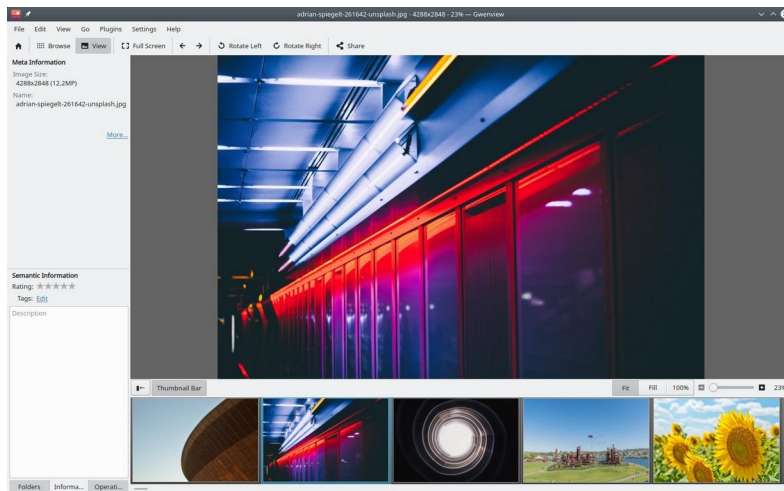 adrian-spiegelt-261642-unsplash.jpg - 4288x2848 - 23% — Gwenview
File Edit View Go Plugins Settings Help
Browse View Full Screen Rotate Left Rotate Right Share
Meta Information
Image Size:
4288x2848 (12.2MP)
Name:
adrian-spiegelt-261642-unsplash.jpg
More...
Semantic Information
Rating:
Tags: Edit
Description
Thumbnail Bar Fit Fill 100% 23%
Folders Informa... Operati...